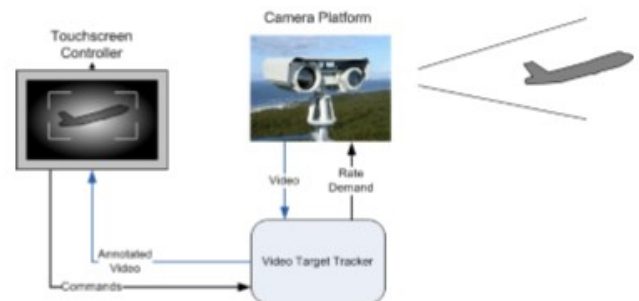 Camera Platform
Touchscreen
Controller
Video
Rate
Demand
Annotated
Video
Video Target Tracker
Commands